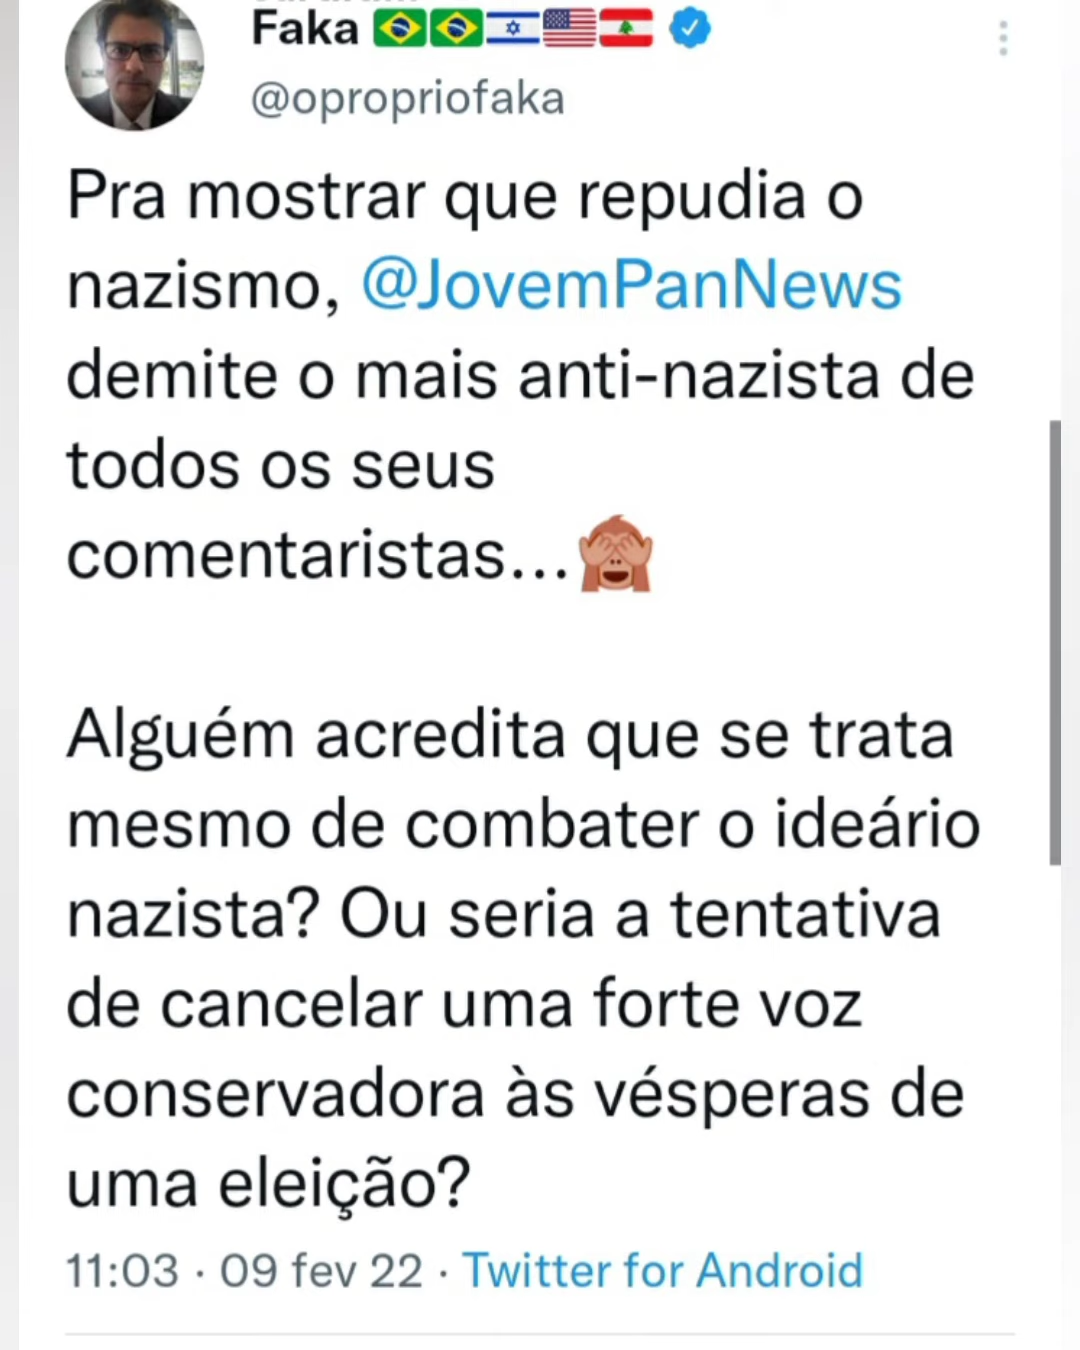 Faka 🇧🇷🇧🇷🇮🇱🇺🇸🇱🇧
@opropriofaka
Pra mostrar que repudia o
nazismo, @JovemPanNews
demite o mais anti-nazista de
todos os seus
comentaristas...🙈
Alguém acredita que se trata
mesmo de combater o ideário
nazista? Ou seria a tentativa
de cancelar uma forte voz
conservadora às vésperas de
uma eleição?
11:03 · 09 fev 22 · Twitter for Android